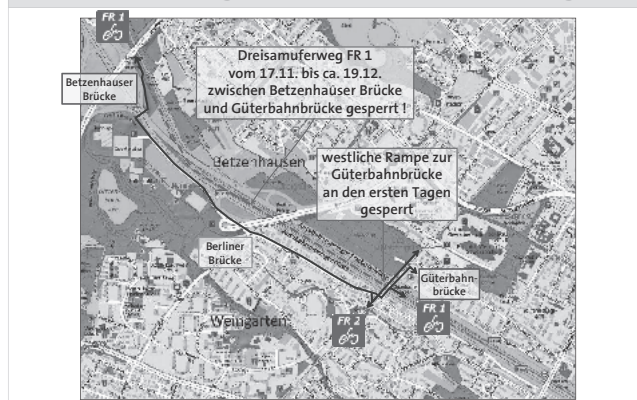 FR 1
Dreisamuferweg FR 1
vom 17.11. bis ca. 19.12.
zwischen Betzenhauser Brücke
und Güterbahnbrücke gesperrt !
Betzenhauser
Brücke
Betzenhausen
westliche Rampe zur
Güterbahnbrücke
an den ersten Tagen
gesperrt
Berliner
Brücke
Güterbahn-
brücke
Weingarten
FR 2
FR 1